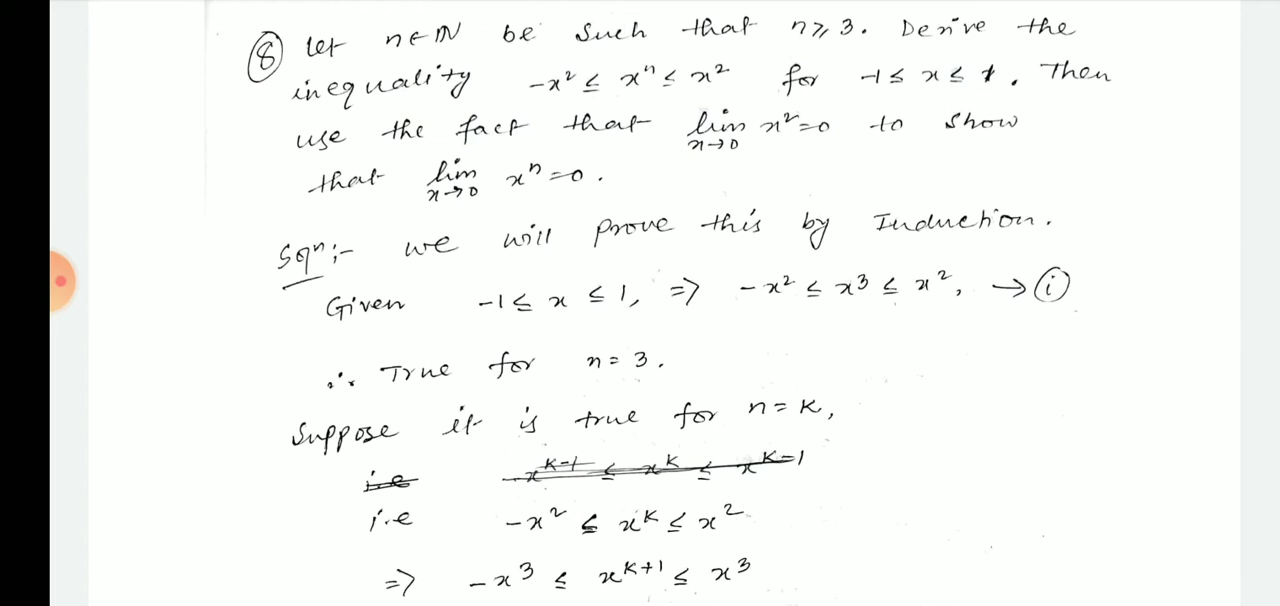 ⑧ let n∈ℕ be such that n⩾3. Derive the
inequality -x² ≤ xⁿ ≤ x² for -1 ≤ x ≤ 1. Then
use the fact that lim x→0 x²=0 to show
that lim x→0 xⁿ=0.
Solⁿ:- we will prove this by Induction.
Given -1 ≤ x ≤ 1, => -x² ≤ x³ ≤ x², → ⓘ
∴ True for n=3.
Suppose it is true for n=K,
i.e -x^K-1 ≤ x^K ≤ x^K-1
i.e -x² ≤ x^K ≤ x²
=> -x³ ≤ x^K+1 ≤ x³